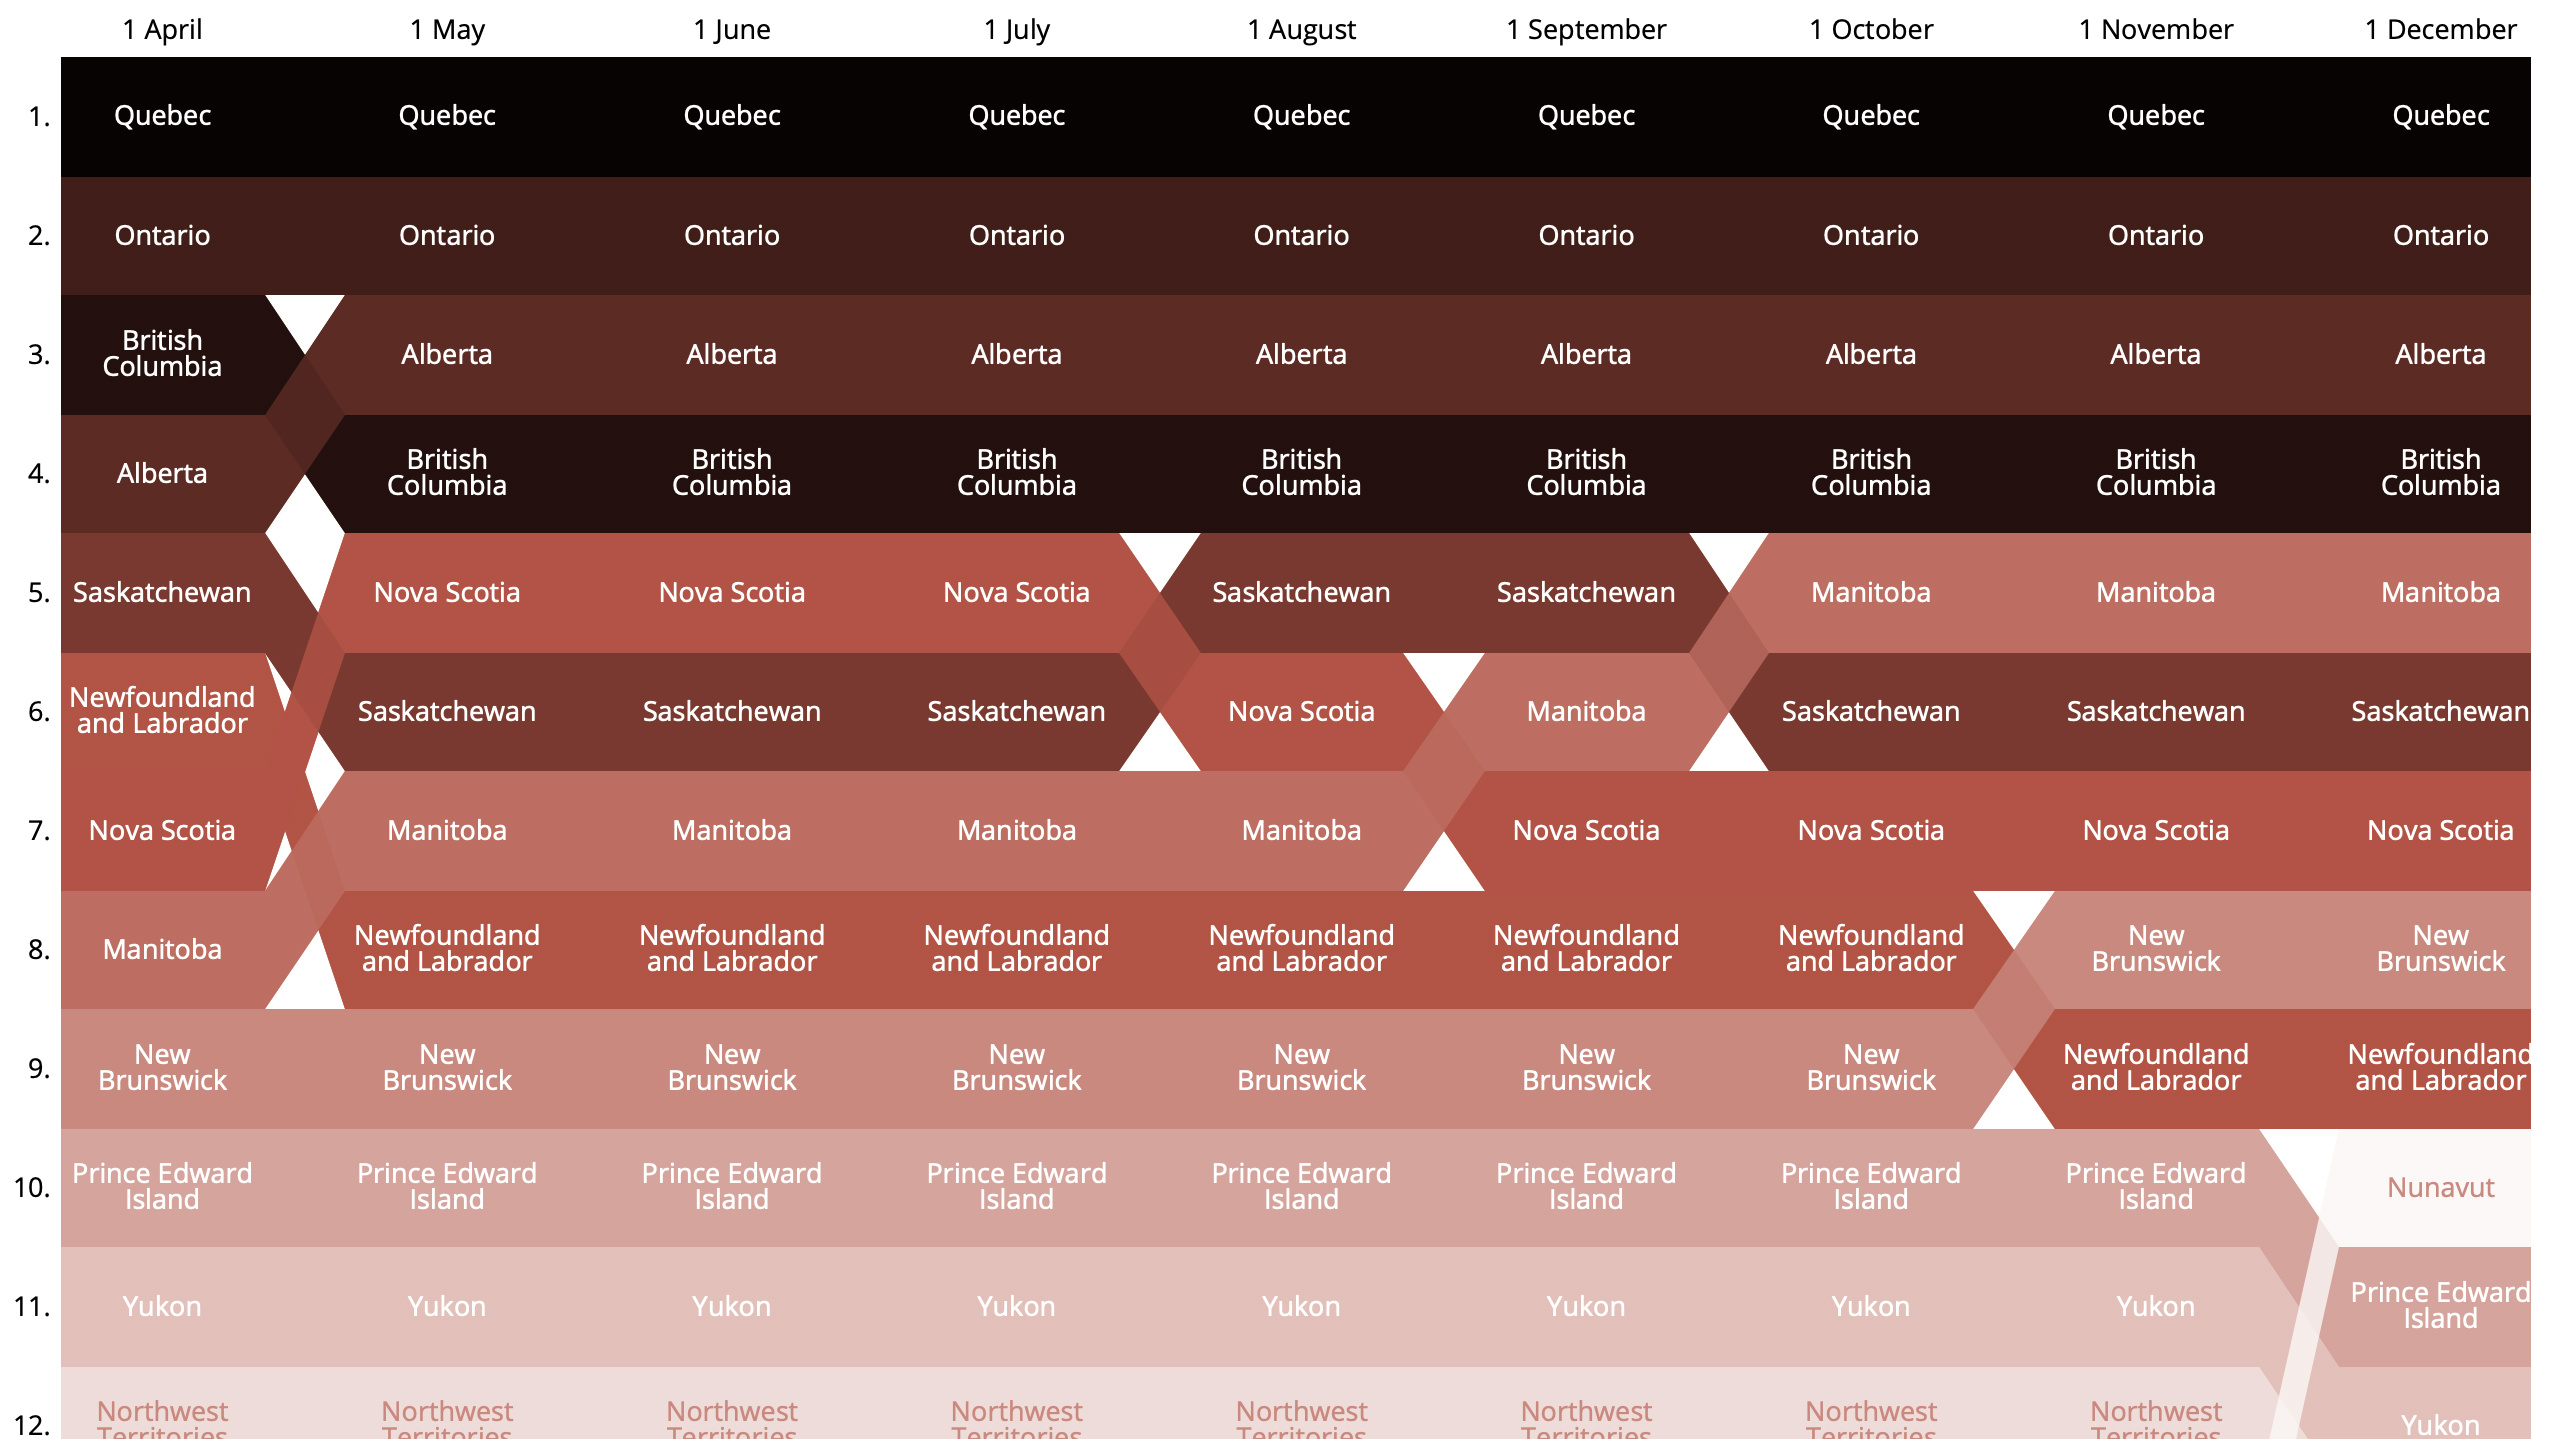 1 April 1 May 1 June 1 July 1 August 1 September 1 October 1 November 1 December
1. Quebec Quebec Quebec Quebec Quebec Quebec Quebec Quebec Quebec
2. Ontario Ontario Ontario Ontario Ontario Ontario Ontario Ontario Ontario
3. British Columbia Alberta Alberta Alberta Alberta Alberta Alberta Alberta Alberta
4. Alberta British Columbia British Columbia British Columbia British Columbia British Columbia British Columbia British Columbia British Columbia
5. Saskatchewan Nova Scotia Nova Scotia Nova Scotia Saskatchewan Saskatchewan Manitoba Manitoba Manitoba
6. Newfoundland and Labrador Saskatchewan Saskatchewan Saskatchewan Nova Scotia Manitoba Saskatchewan Saskatchewan Saskatchewan
7. Nova Scotia Manitoba Manitoba Manitoba Manitoba Nova Scotia Nova Scotia Nova Scotia Nova Scotia
8. Manitoba Newfoundland and Labrador Newfoundland and Labrador Newfoundland and Labrador Newfoundland and Labrador Newfoundland and Labrador Newfoundland and Labrador New Brunswick New Brunswick
9. New Brunswick New Brunswick New Brunswick New Brunswick New Brunswick New Brunswick New Brunswick Newfoundland and Labrador Newfoundland and Labrador
10. Prince Edward Island Prince Edward Island Prince Edward Island Prince Edward Island Prince Edward Island Prince Edward Island Prince Edward Island Prince Edward Island Nunavut
11. Yukon Yukon Yukon Yukon Yukon Yukon Yukon Yukon Prince Edward Island
12. Northwest Territories Northwest Territories Northwest Territories Northwest Territories Northwest Territories Northwest Territories Northwest Territories Northwest Territories Yukon